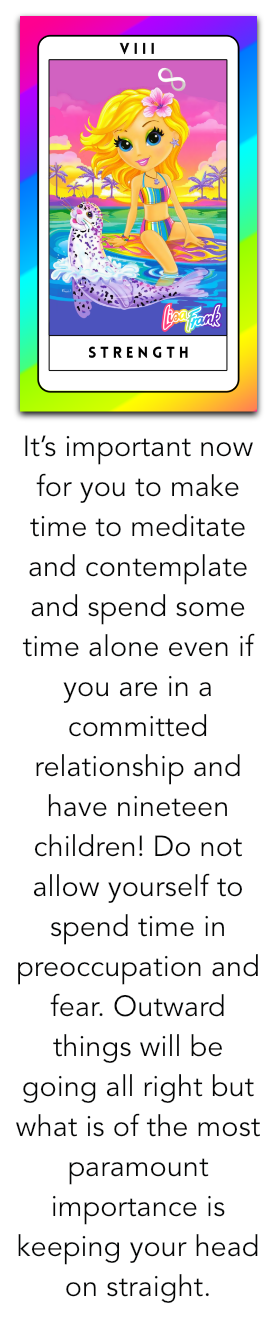 VIII
Lisa Frank
STRENGTH
It’s important now
for you to make
time to meditate
and contemplate
and spend some
time alone even if
you are in a
committed
relationship and
have nineteen
children! Do not
allow yourself to
spend time in
preoccupation and
fear. Outward
things will be
going all right but
what is of the most
paramount
importance is
keeping your head
on straight.